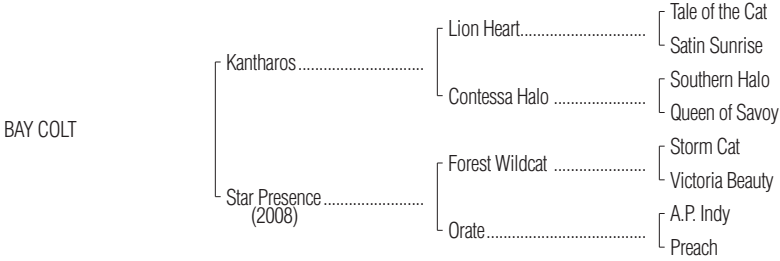 Tale of the Cat
Lion Heart..............................
Satin Sunrise
Kantharos..............................
Southern Halo
Contessa Halo ......................
Queen of Savoy
BAY COLT
Storm Cat
Forest Wildcat ......................
Victoria Beauty
Star Presence........................
(2008)
A.P. Indy
Orate......................................
Preach